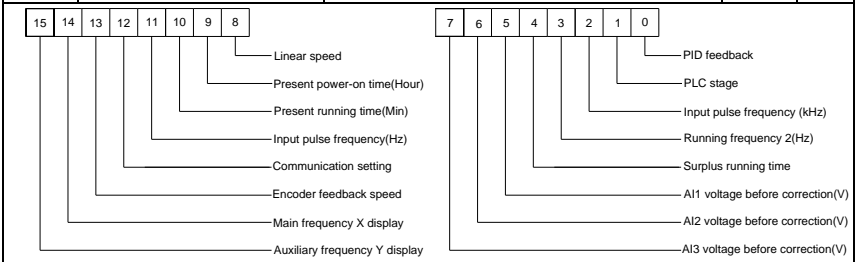 15 14 13 12 11 10 9 8
Linear speed
Present power-on time(Hour)
Present running time(Min)
Input pulse frequency(Hz)
Communication setting
Encoder feedback speed
Main frequency X display
Auxiliary frequency Y display
7 6 5 4 3 2 1 0
PID feedback
PLC stage
Input pulse frequency (kHz)
Running frequency 2(Hz)
Surplus running time
AI1 voltage before correction(V)
AI2 voltage before correction(V)
AI3 voltage before correction(V)